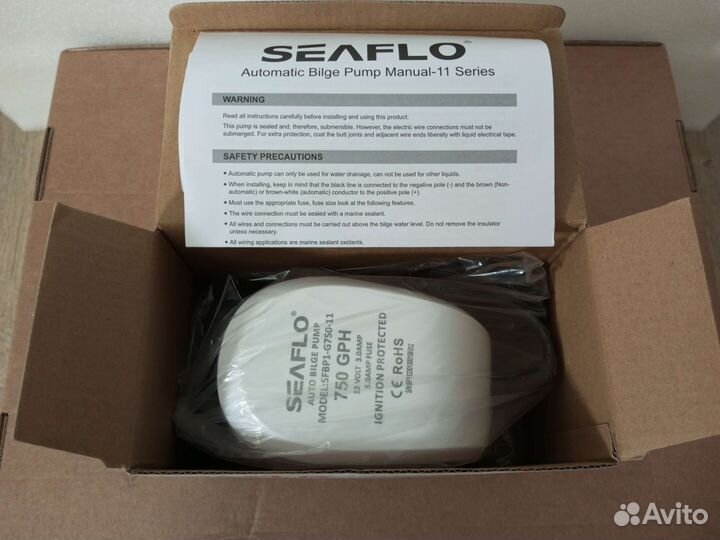 SEAFLO®
Automatic Bilge Pump Manual-11 Series
WARNING
Read all instructions carefully before installing and using this product.
This pump is sealed and, therefore, submersible. However, the electric wire connections must not be
submerged. For extra protection, coat the butt joints and adjacent wire ends liberally with liquid electrical tape.
SAFETY PRECAUTIONS
● Automatic pump can only be used for water drainage, can not be used for other liquids.
● When installing, keep in mind that the black line is connected to the negative pole (-) and the brown (Non-
automatic) or brown-white (automatic) conductor to the positive pole (+).
● Must use the appropriate fuse, fuse size look at the following features.
● The wire connection must be sealed with a marine sealant.
● All wires and connections must be carried out above the bilge water level. Do not remove the insulator
unless necessary.
● All wiring applications are marine sealant oxidants.
SEAFLO®
AUTO BILGE PUMP
MODEL:SFBP1-G750-11
750 GPH
12 VOLT 3.0AMP
5.0AMP FUSE
IGNITION PROTECTED
CE RoHS
Avito